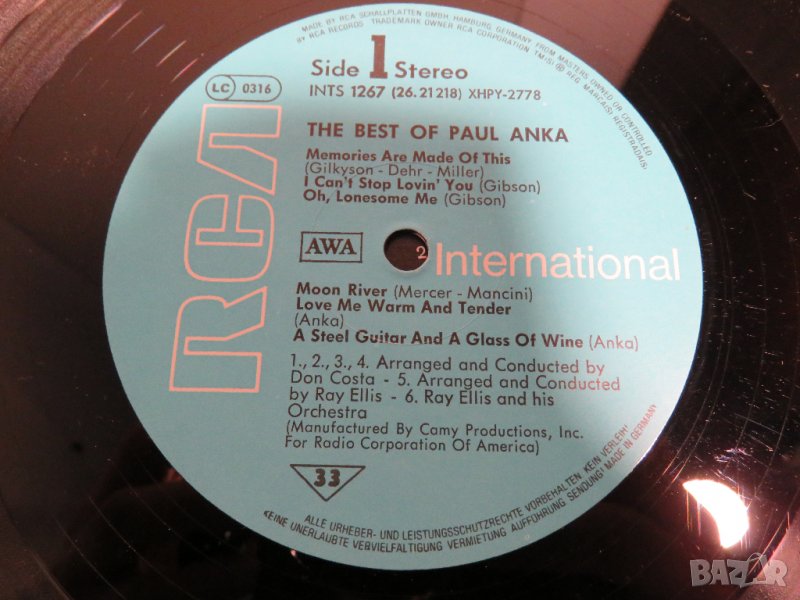 MADE BY RCA SCHALLPLATTEN GMBH, HAMBURG, GERMANY, FROM MASTERS OWNED OR CONTROLLED
BY RCA RECORDS TRADEMARK OWNER RCA CORPORATION TM(S) ® REG. MARCA(S) REGISTRADA(S)
Side 1 Stereo
LC 0316
INTS 1267 (26.21218) XHPY-2778
RCA
THE BEST OF PAUL ANKA
Memories Are Made Of This
(Gilkyson - Dehr - Miller)
I Can't Stop Lovin' You (Gibson)
Oh, Lonesome Me (Gibson)
AWA
2
International
Moon River (Mercer - Mancini)
Love Me Warm And Tender
(Anka)
A Steel Guitar And A Glass Of Wine (Anka)
1., 2., 3., 4. Arranged and Conducted by
Don Costa - 5. Arranged and Conducted
by Ray Ellis - 6. Ray Ellis and his
Orchestra
(Manufactured By Camy Productions, Inc.
For Radio Corporation Of America)
33
ALLE URHEBER- UND LEISTUNGSSCHUTZRECHTE VORBEHALTEN KEIN VERLEIH!
KEINE UNERLAUBTE VERVIELFÄLTIGUNG VERMIETUNG AUFFÜHRUNG SENDUNG! MADE IN GERMANY
BAZAR